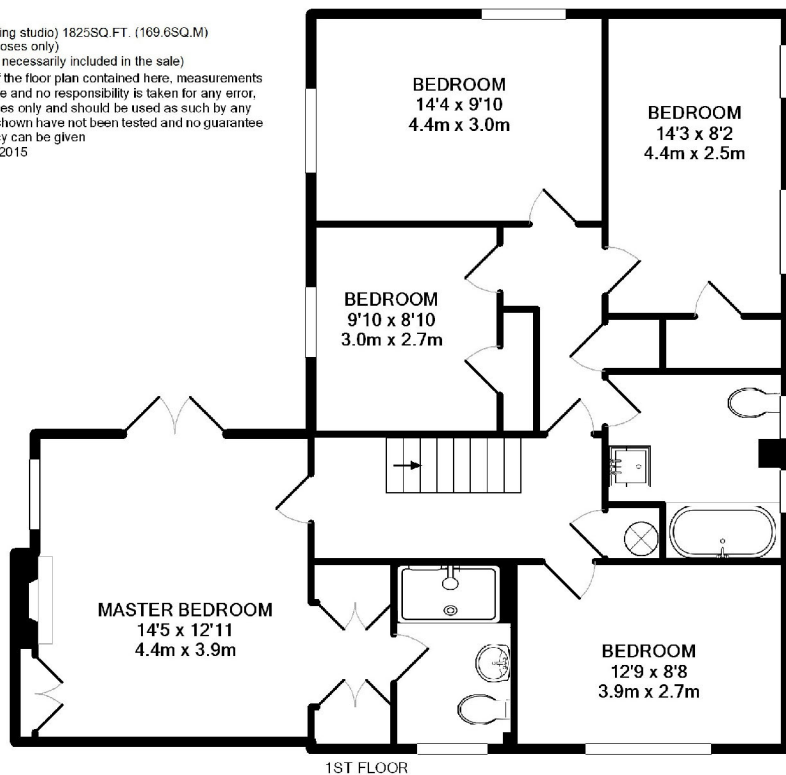 ing studio) 1825SQ.FT. (169.6SQ.M)
oses only)
necessarily included in the sale)
f the floor plan contained here, measurements
e and no responsibility is taken for any error,
es only and should be used as such by any
shown have not been tested and no guarantee
cy can be given
2015
BEDROOM
14'4 x 9'10
4.4m x 3.0m
BEDROOM
14'3 x 8'2
4.4m x 2.5m
BEDROOM
9'10 x 8'10
3.0m x 2.7m
MASTER BEDROOM
14'5 x 12'11
4.4m x 3.9m
BEDROOM
12'9 x 8'8
3.9m x 2.7m
1ST FLOOR